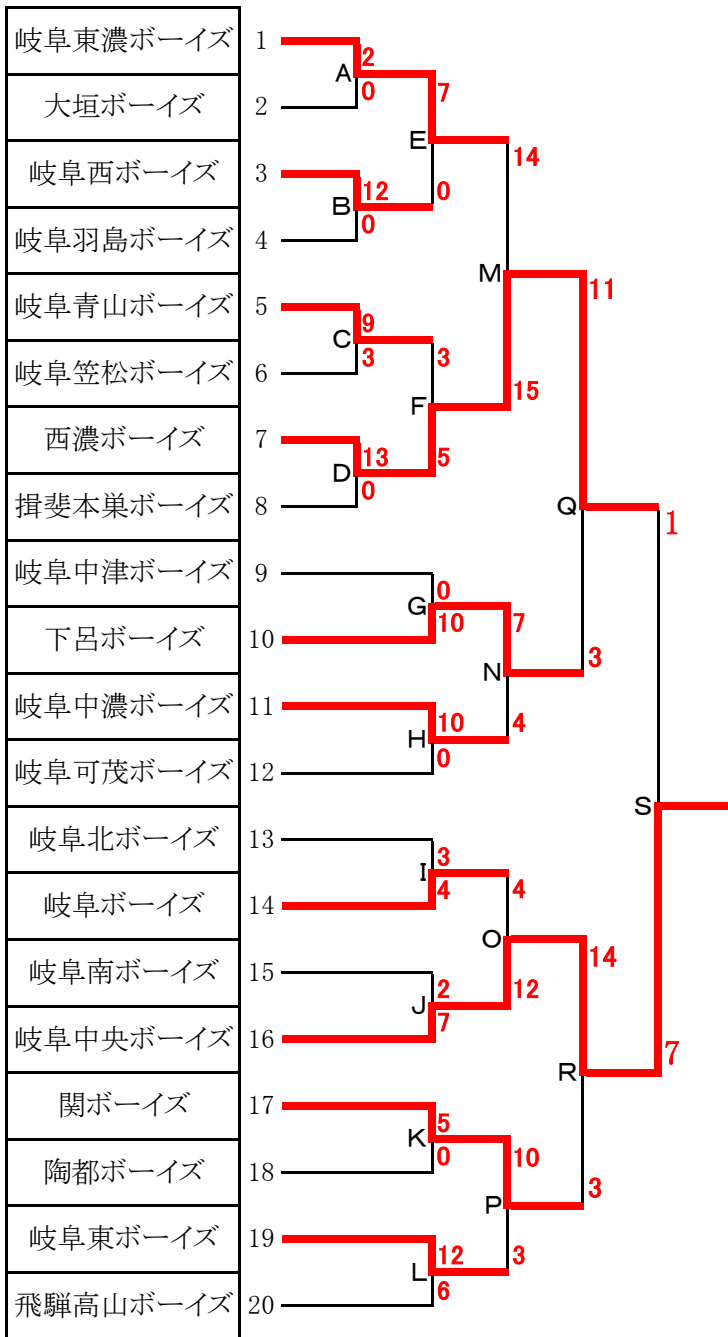 岐阜東濃ボーイズ 1
2
A
0
7
大垣ボーイズ 2
E
14
岐阜西ボーイズ 3
12
0
B
0
岐阜羽島ボーイズ 4
M
11
岐阜青山ボーイズ 5
9
C
3
3
岐阜笠松ボーイズ 6
15
F
西濃ボーイズ 7
13
5
D
0
揖斐本巣ボーイズ 8
Q
1
岐阜中津ボーイズ 9
0
G
10
7
下呂ボーイズ 10
3
N
岐阜中濃ボーイズ 11
10
4
H
0
岐阜可茂ボーイズ 12
S
岐阜北ボーイズ 13
3
I
4
4
岐阜ボーイズ 14
O
14
岐阜南ボーイズ 15
2
12
J
7
岐阜中央ボーイズ 16
7
R
関ボーイズ 17
5
K
0
10
陶都ボーイズ 18
3
P
岐阜東ボーイズ 19
12
3
L
6
飛騨高山ボーイズ 20